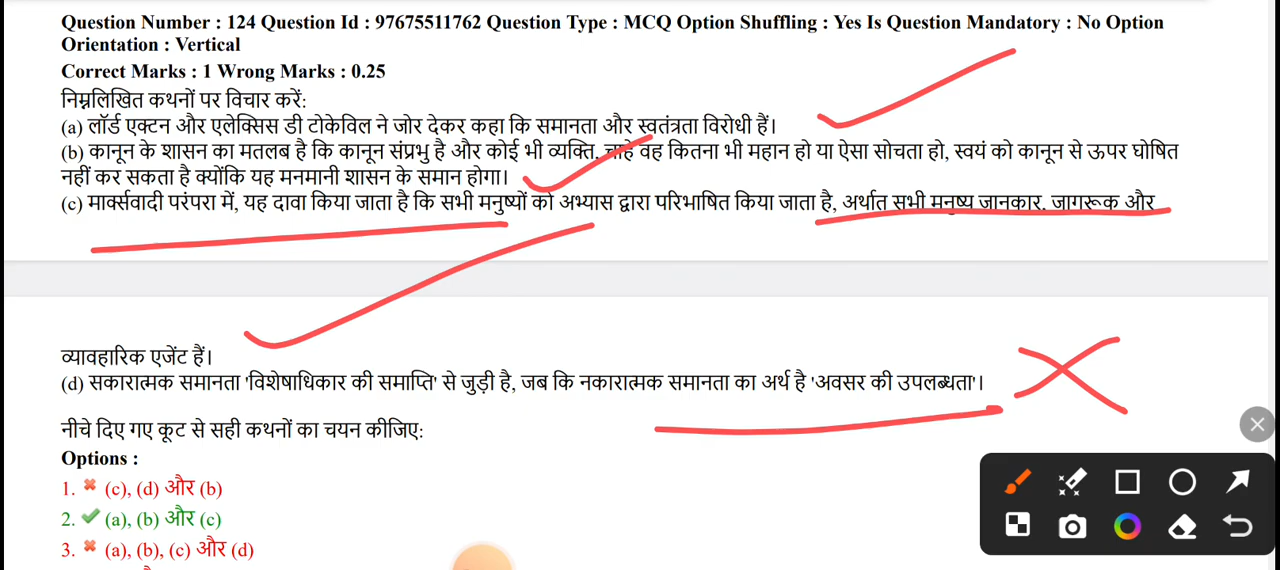 Question Number : 124 Question Id : 97675511762 Question Type : MCQ Option Shuffling : Yes Is Question Mandatory : No Option
Orientation : Vertical
Correct Marks : 1 Wrong Marks : 0.25
निम्नलिखित कथनों पर विचार करें:
(a) लॉर्ड एक्टन और एलेक्सिस डी टोकेविल ने जोर देकर कहा कि समानता और स्वतंत्रता विरोधी हैं।
(b) कानून के शासन का मतलब है कि कानून संप्रभु है और कोई भी व्यक्ति, चाहे वह कितना भी महान हो या ऐसा सोचता हो, स्वयं को कानून से ऊपर घोषित
नहीं कर सकता है क्योंकि यह मनमानी शासन के समान होगा।
(c) मार्क्सवादी परंपरा में, यह दावा किया जाता है कि सभी मनुष्यों को अभ्यास द्वारा परिभाषित किया जाता है, अर्थात सभी मनुष्य जानकार, जागरूक और
व्यावहारिक एजेंट हैं।
(d) सकारात्मक समानता 'विशेषाधिकार की समाप्ति' से जुड़ी है, जब कि नकारात्मक समानता का अर्थ है 'अवसर की उपलब्धता'।
नीचे दिए गए कूट से सही कथनों का चयन कीजिए:
Options :
1. (c), (d) और (b)
2. (a), (b) और (c)
3. (a), (b), (c) और (d)